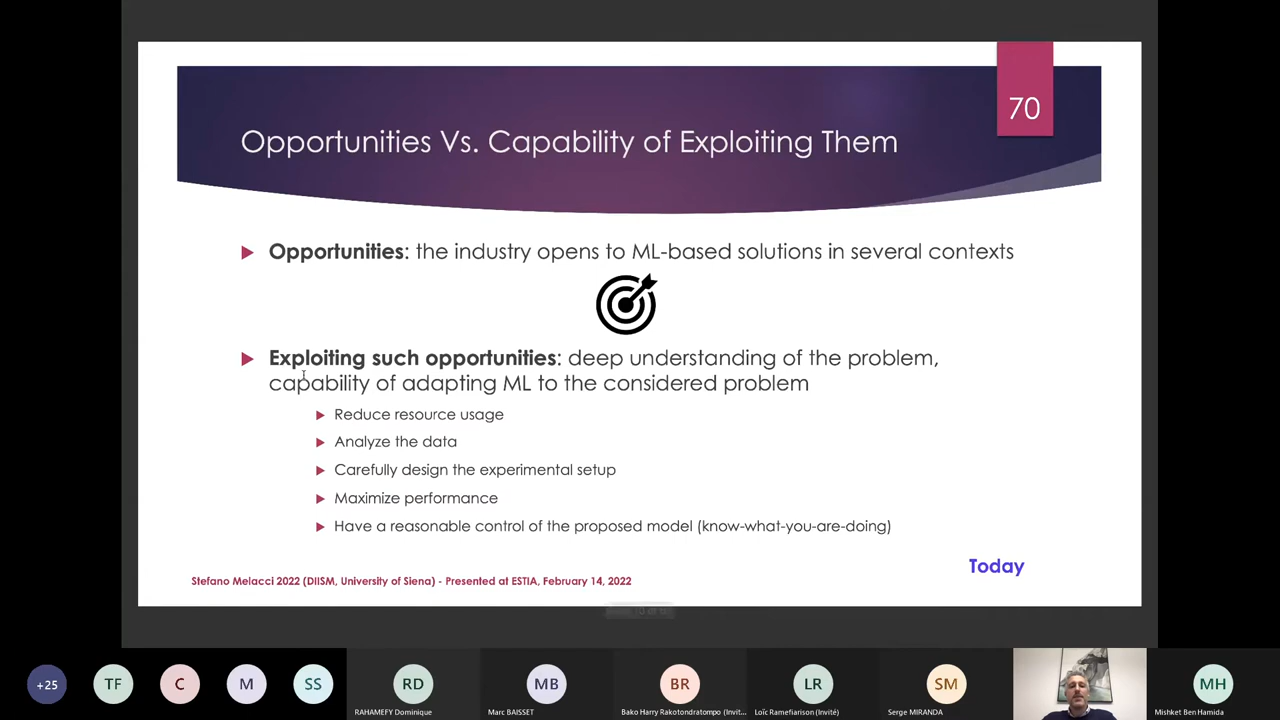 70
Opportunities Vs. Capability of Exploiting Them
Opportunities: the industry opens to ML-based solutions in several contexts
Exploiting such opportunities: deep understanding of the problem,
capability of adapting ML to the considered problem
Reduce resource usage
Analyze the data
Carefully design the experimental setup
Maximize performance
Have a reasonable control of the proposed model (know-what-you-are-doing)
Today
Stefano Melacci 2022 (DIISM, University of Siena) - Presented at ESTIA, February 14, 2022
+25
TF
C
M
SS
RD
MB
BR
LR
SM
MH
RAHAMEFY Dominique
Marc BAISSET
Bako Harry Rakotondratompo (Invit...
Loïc Ramefiarison (Invité)
Serge MIRANDA
Mishket Ben Hamida